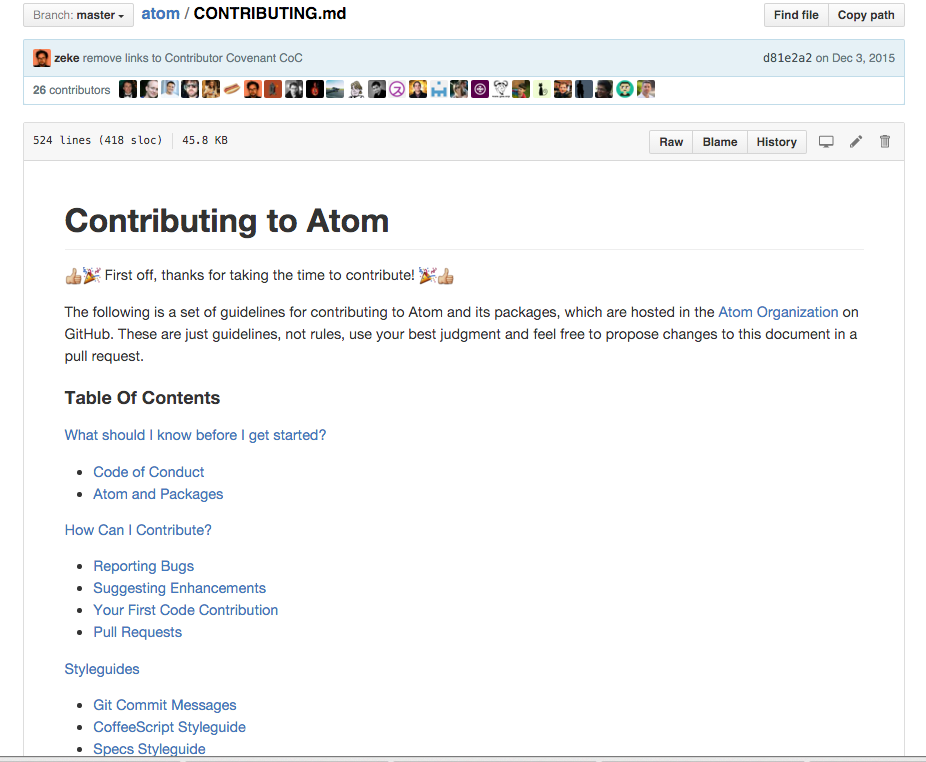 Branch: master
atom / CONTRIBUTING.md
Find file
Copy path
zeke remove links to Contributor Covenant CoC
d81e2a2 on Dec 3, 2015
26 contributors
524 lines (418 sloc)
45.8 KB
Raw
Blame
History
Contributing to Atom
👍🎉 First off, thanks for taking the time to contribute! 🎉👍
The following is a set of guidelines for contributing to Atom and its packages, which are hosted in the Atom Organization on
GitHub. These are just guidelines, not rules, use your best judgment and feel free to propose changes to this document in a
pull request.
Table Of Contents
What should I know before I get started?
• Code of Conduct
• Atom and Packages
How Can I Contribute?
• Reporting Bugs
• Suggesting Enhancements
• Your First Code Contribution
• Pull Requests
Styleguides
• Git Commit Messages
• CoffeeScript Styleguide
• Specs Styleguide